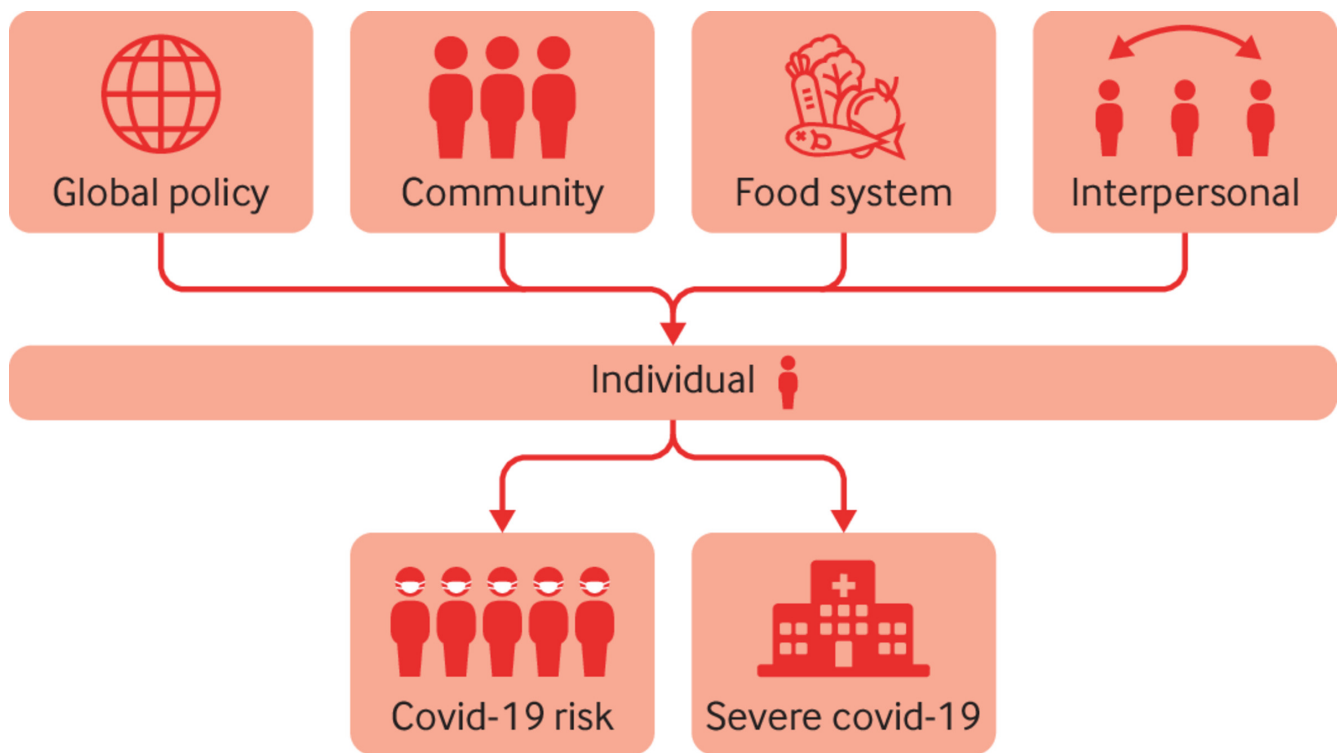 Global policy
Community
Food system
Interpersonal
Individual
Covid-19 risk
Severe covid-19